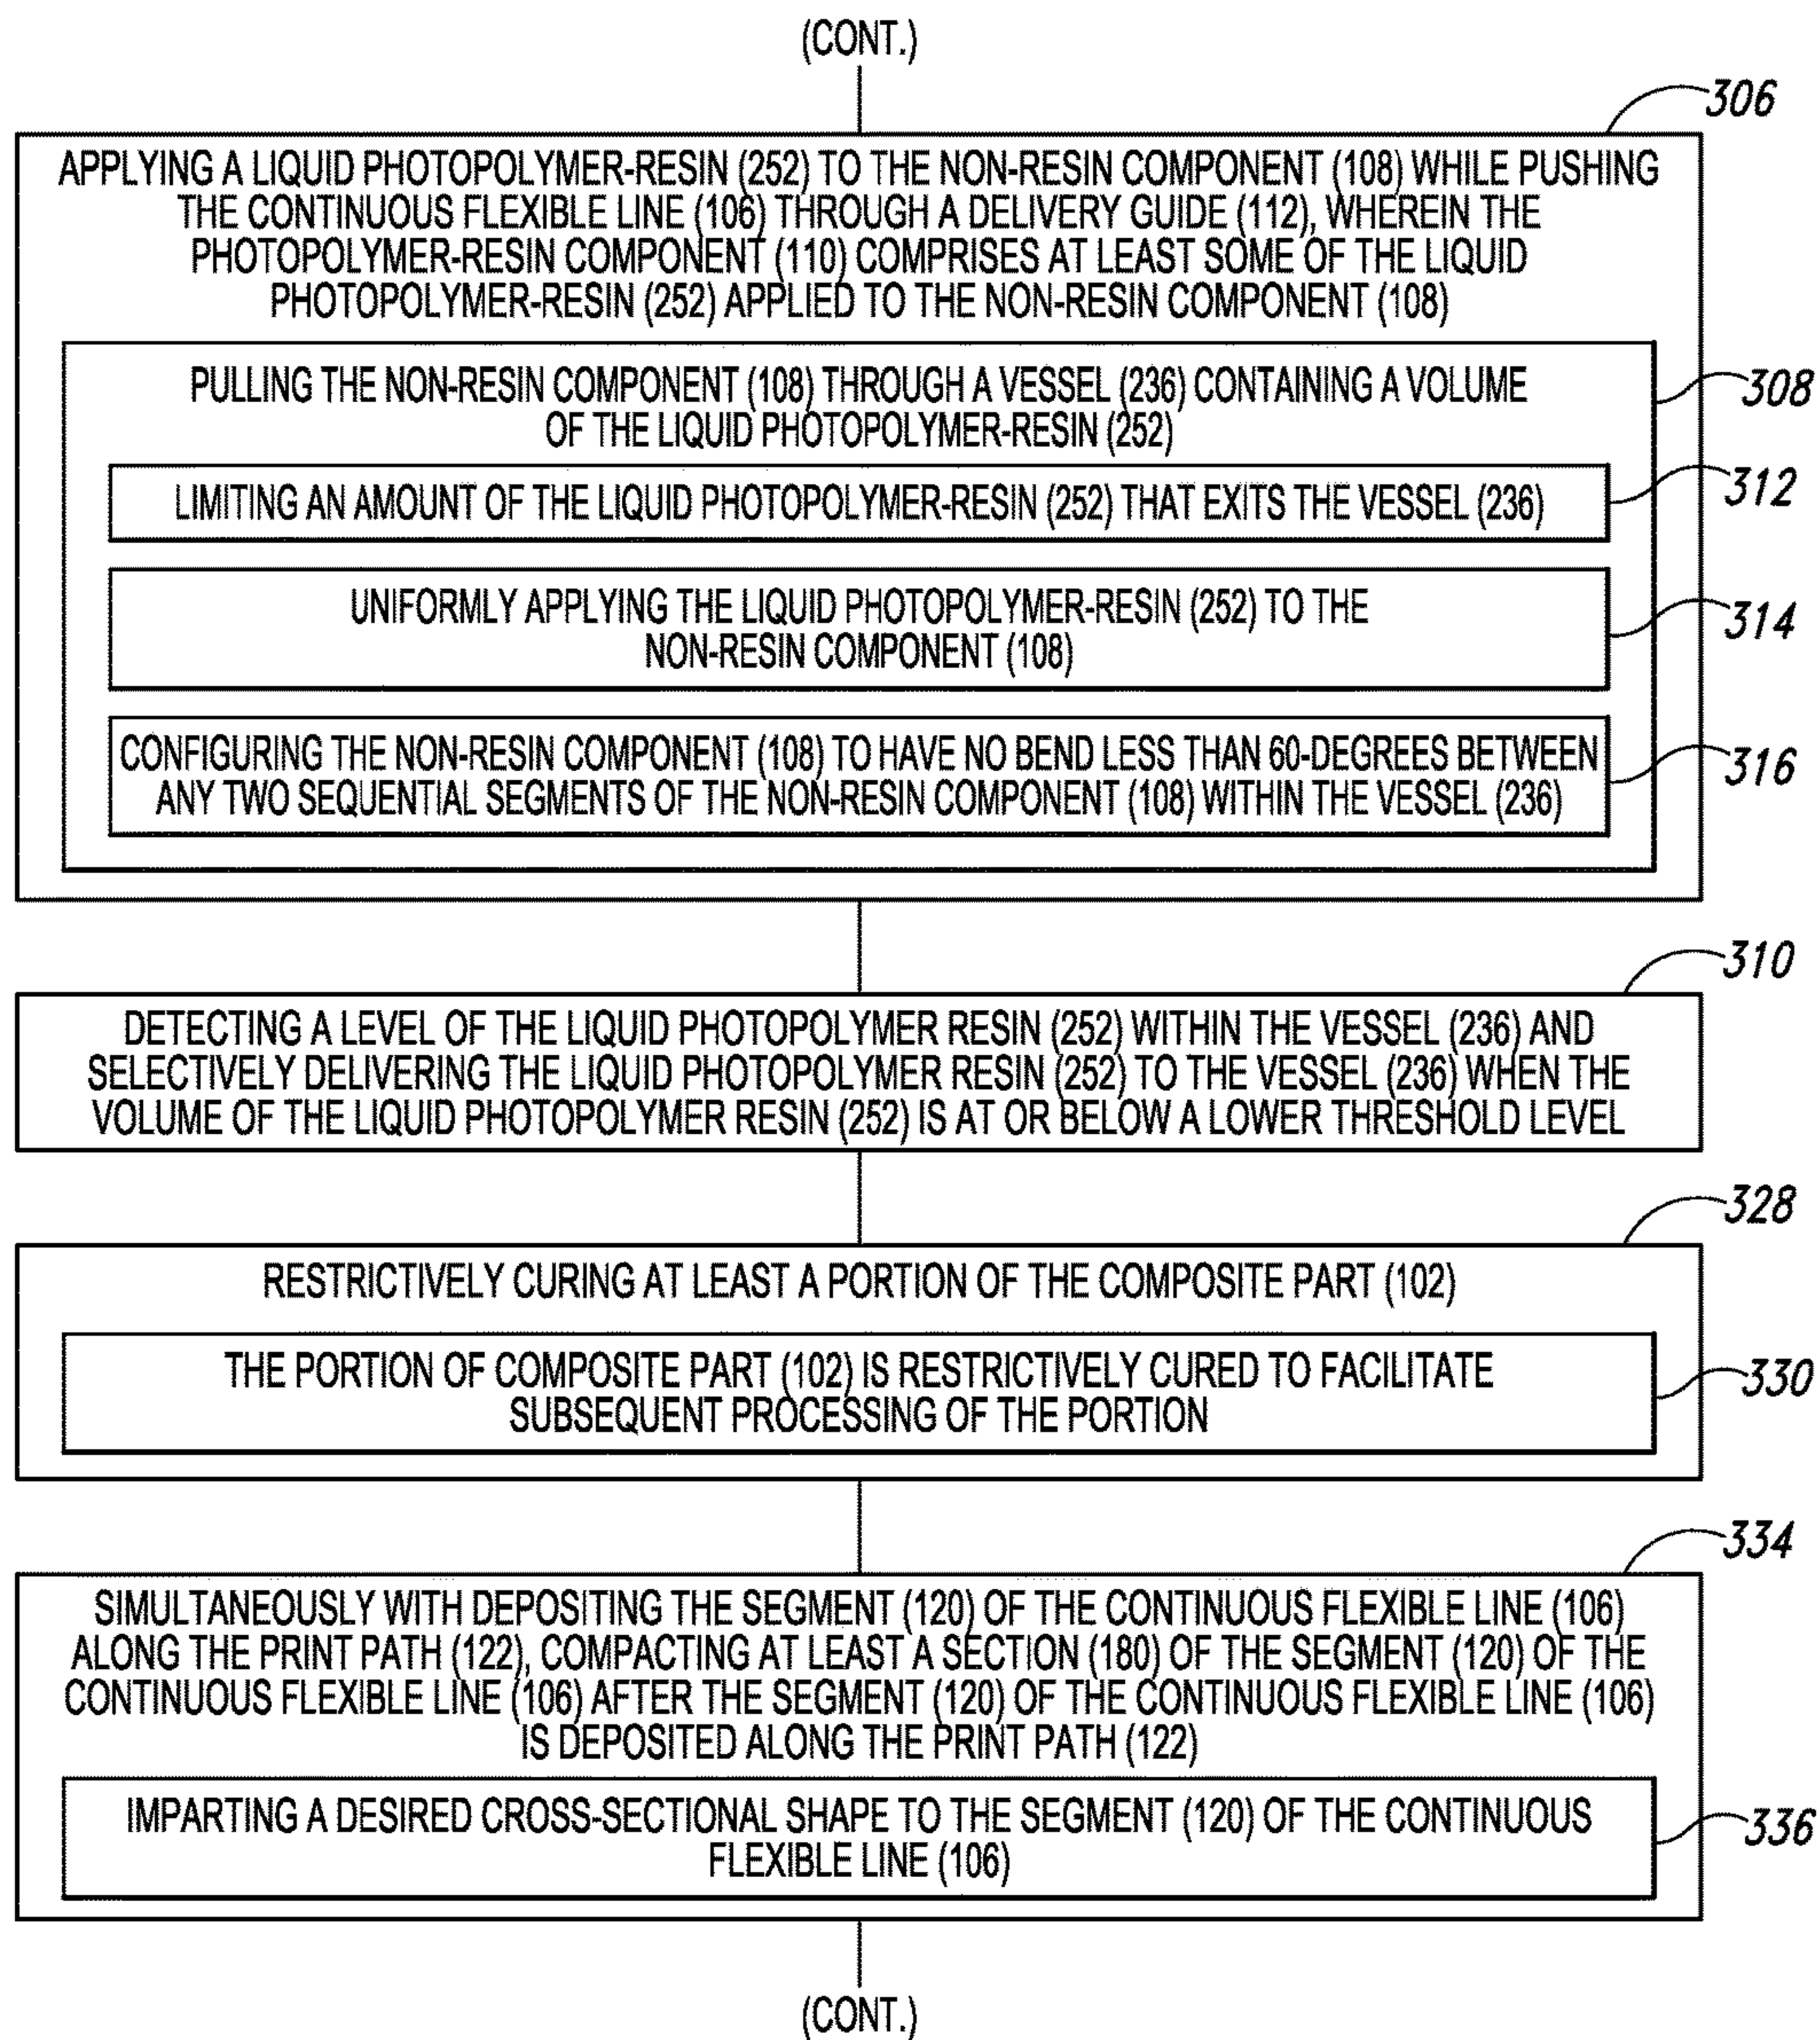 (CONT.)
306
APPLYING A LIQUID PHOTOPOLYMER-RESIN (252) TO THE NON-RESIN COMPONENT (108) WHILE PUSHING
THE CONTINUOUS FLEXIBLE LINE (106) THROUGH A DELIVERY GUIDE (112), WHEREIN THE
PHOTOPOLYMER-RESIN COMPONENT (110) COMPRISES AT LEAST SOME OF THE LIQUID
PHOTOPOLYMER-RESIN (252) APPLIED TO THE NON-RESIN COMPONENT (108)
PULLING THE NON-RESIN COMPONENT (108) THROUGH A VESSEL (236) CONTAINING A VOLUME
OF THE LIQUID PHOTOPOLYMER-RESIN (252)
308
LIMITING AN AMOUNT OF THE LIQUID PHOTOPOLYMER-RESIN (252) THAT EXITS THE VESSEL (236)
312
UNIFORMLY APPLYING THE LIQUID PHOTOPOLYMER-RESIN (252) TO THE
NON-RESIN COMPONENT (108)
314
CONFIGURING THE NON-RESIN COMPONENT (108) TO HAVE NO BEND LESS THAN 60-DEGREES BETWEEN
ANY TWO SEQUENTIAL SEGMENTS OF THE NON-RESIN COMPONENT (108) WITHIN THE VESSEL (236)
316
310
DETECTING A LEVEL OF THE LIQUID PHOTOPOLYMER RESIN (252) WITHIN THE VESSEL (236) AND
SELECTIVELY DELIVERING THE LIQUID PHOTOPOLYMER RESIN (252) TO THE VESSEL (236) WHEN THE
VOLUME OF THE LIQUID PHOTOPOLYMER RESIN (252) IS AT OR BELOW A LOWER THRESHOLD LEVEL
328
RESTRICTIVELY CURING AT LEAST A PORTION OF THE COMPOSITE PART (102)
THE PORTION OF COMPOSITE PART (102) IS RESTRICTIVELY CURED TO FACILITATE
SUBSEQUENT PROCESSING OF THE PORTION
330
334
SIMULTANEOUSLY WITH DEPOSITING THE SEGMENT (120) OF THE CONTINUOUS FLEXIBLE LINE (106)
ALONG THE PRINT PATH (122), COMPACTING AT LEAST A SECTION (180) OF THE SEGMENT (120) OF THE
CONTINUOUS FLEXIBLE LINE (106) AFTER THE SEGMENT (120) OF THE CONTINUOUS FLEXIBLE LINE (106)
IS DEPOSITED ALONG THE PRINT PATH (122)
IMPARTING A DESIRED CROSS-SECTIONAL SHAPE TO THE SEGMENT (120) OF THE CONTINUOUS
FLEXIBLE LINE (106)
336
(CONT.)